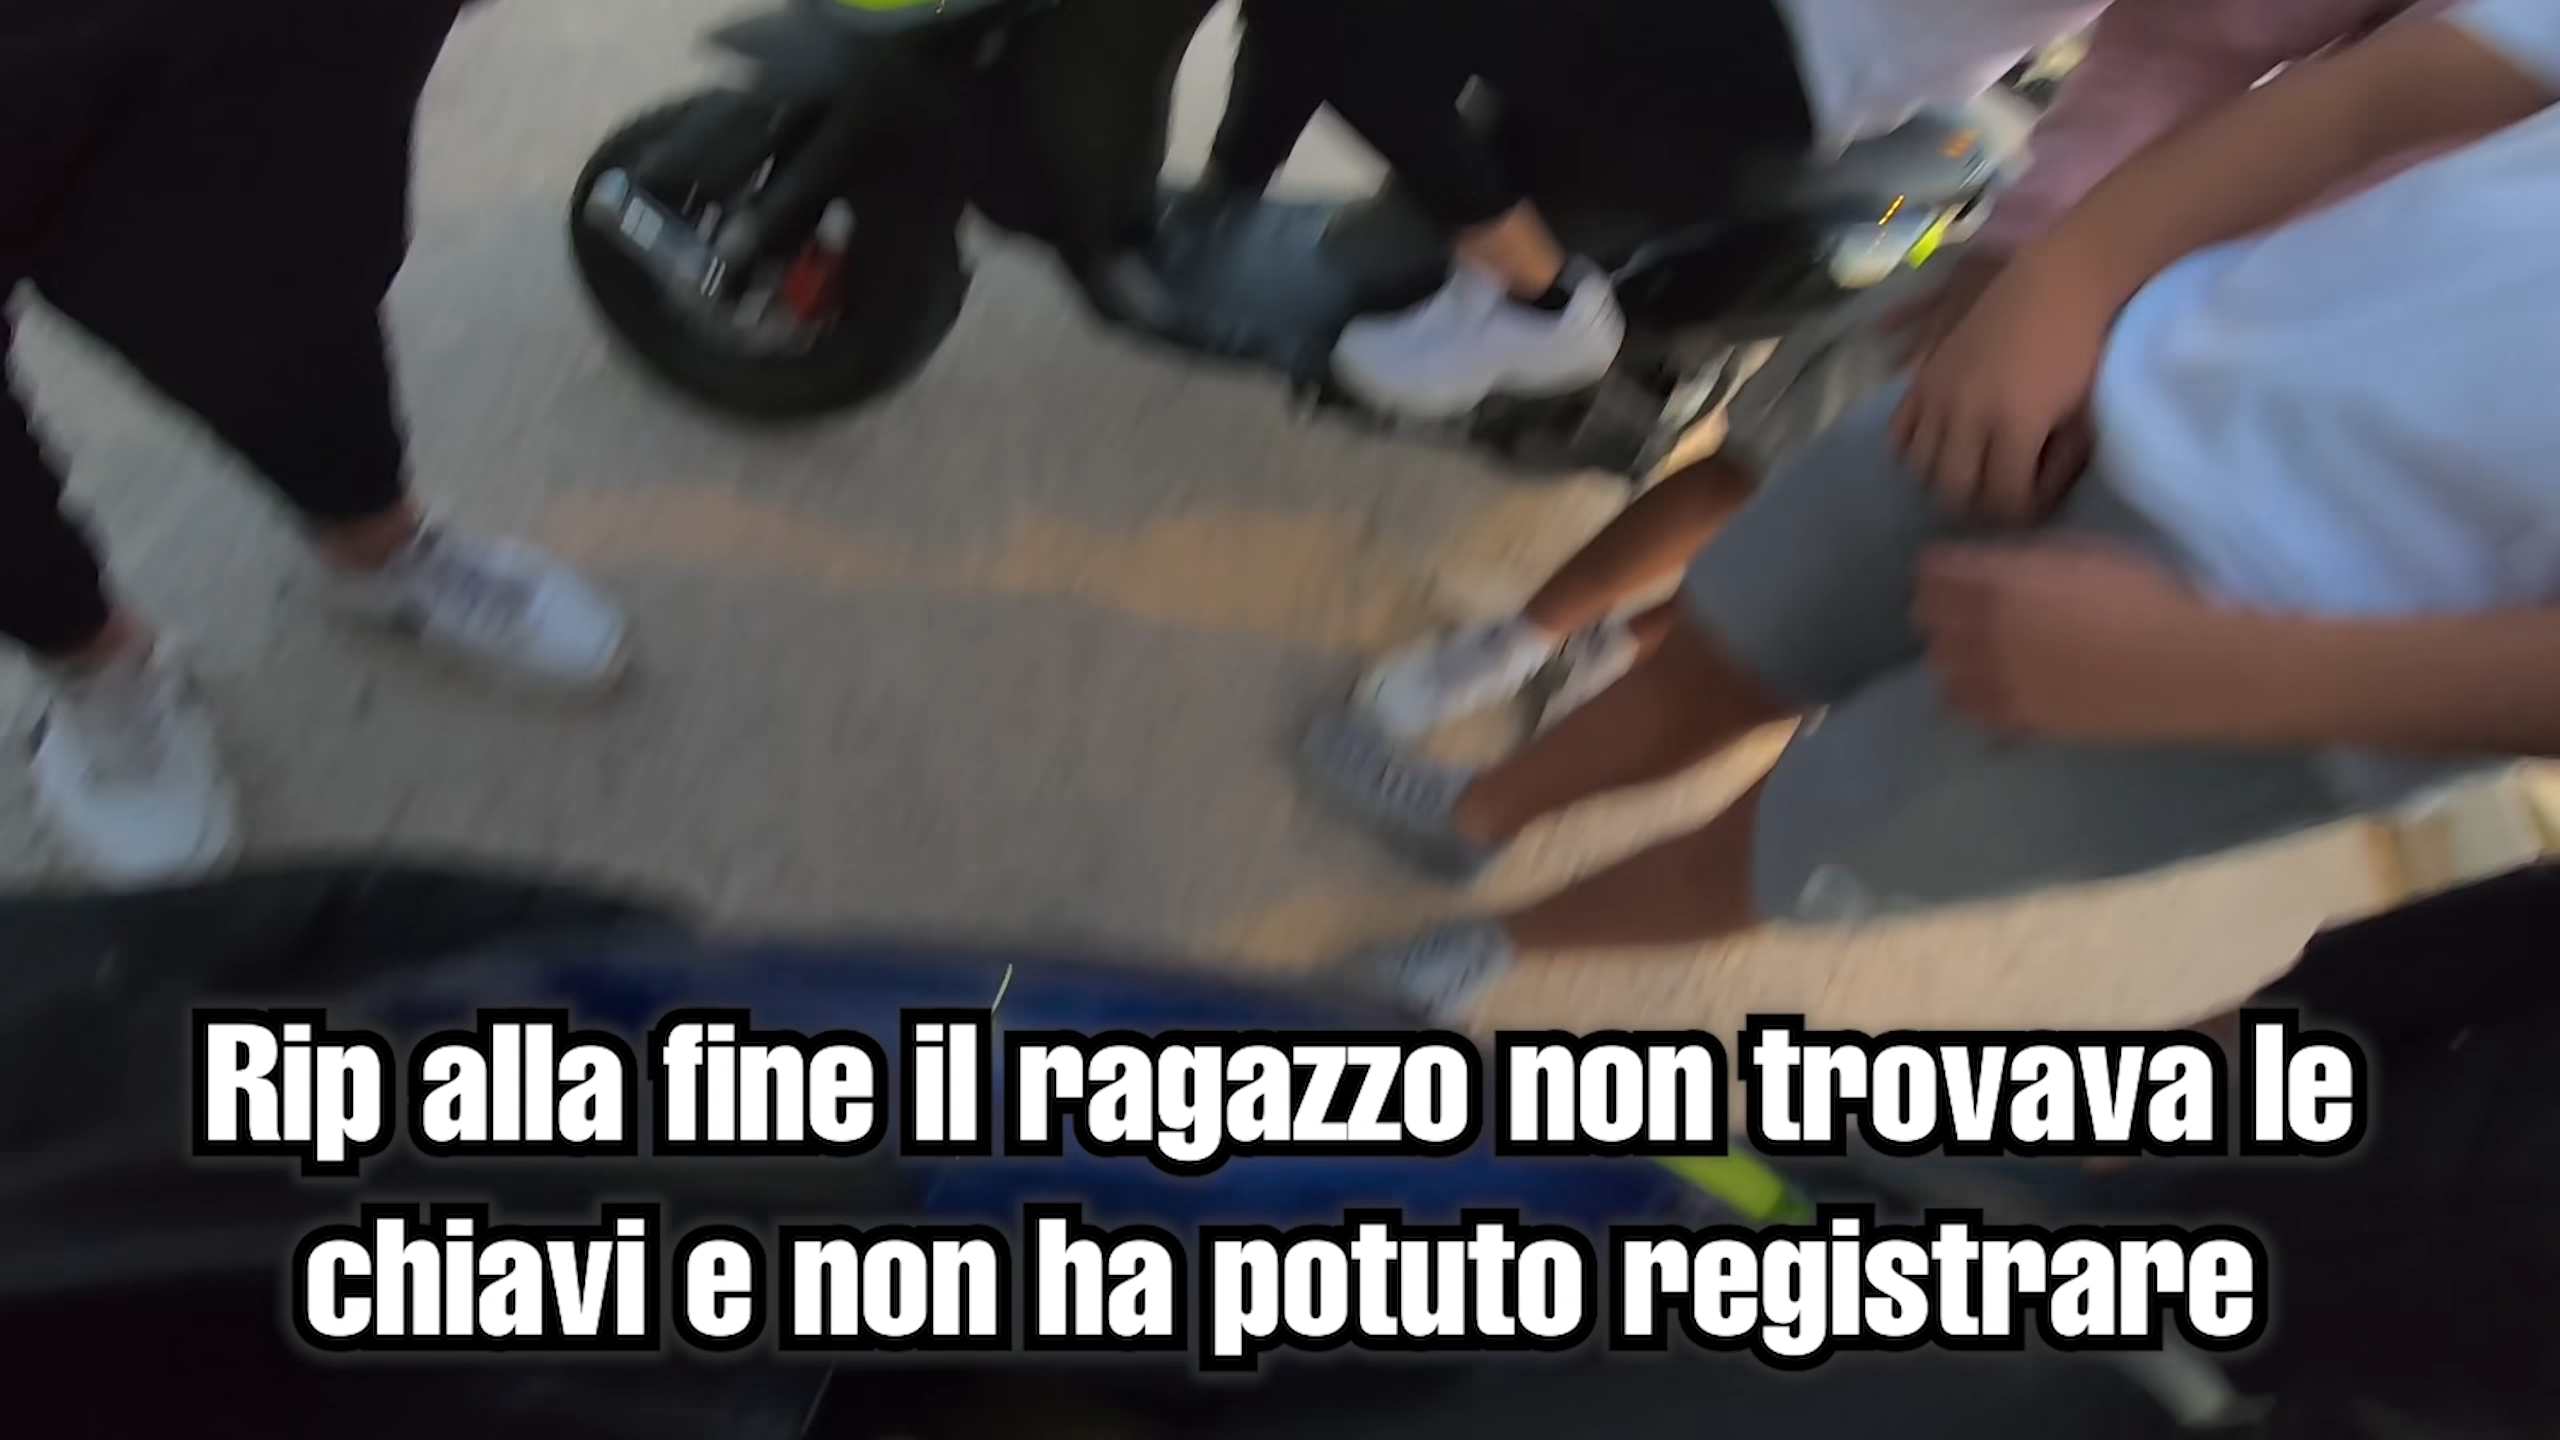 Rip alla fine il ragazzo non trovava le
chiavi e non ha potuto registrare